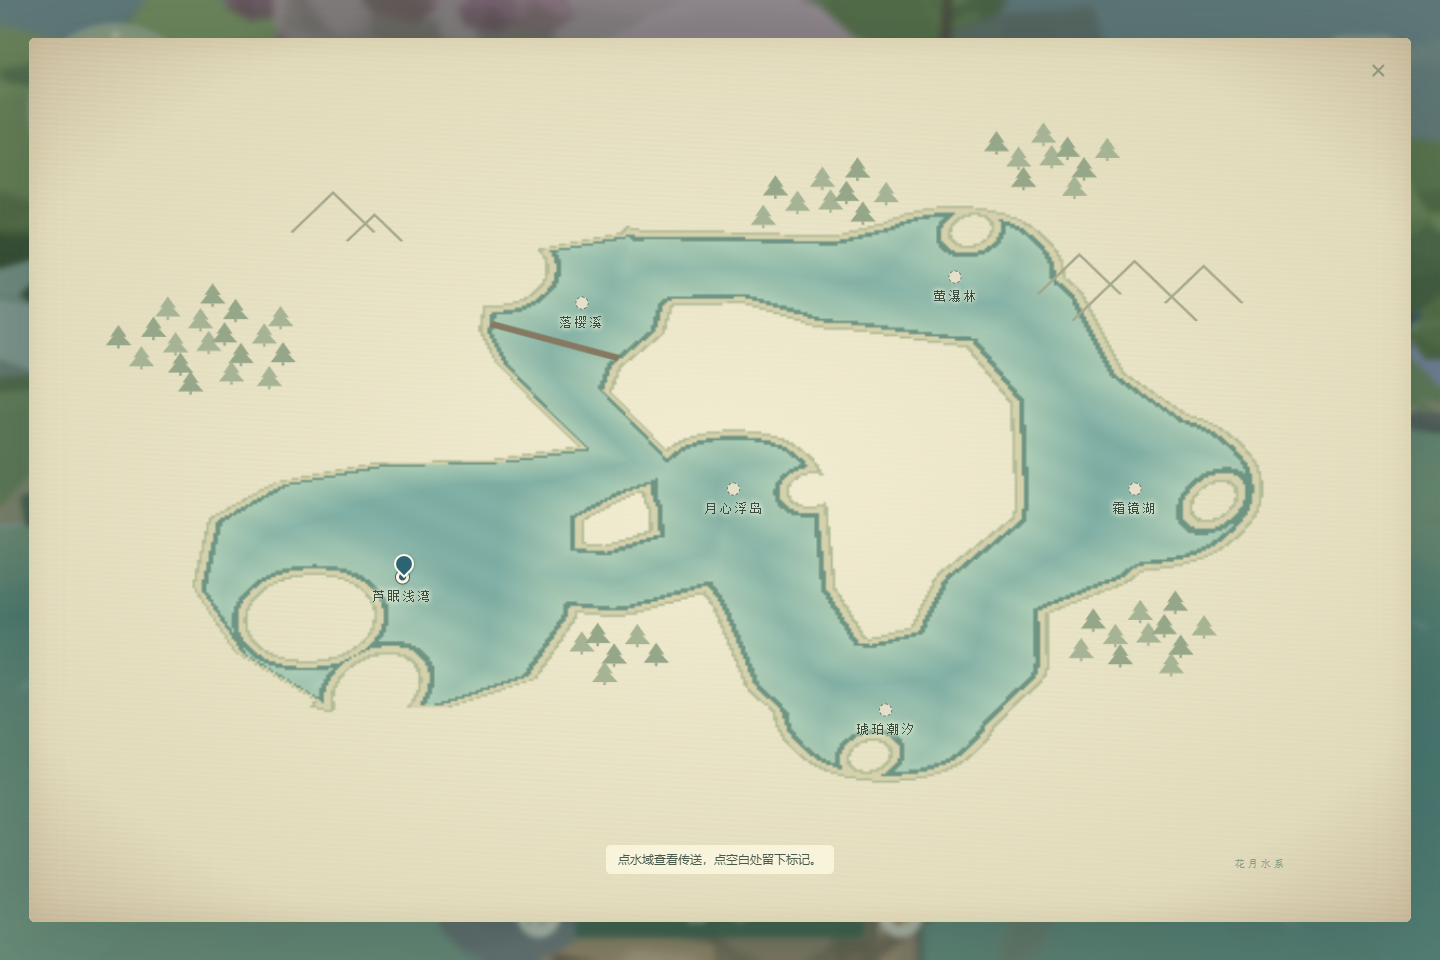 萤瀑林
落樱溪
月心浮岛
霜镜湖
芦眠浅湾
琥珀潮汐
点水域查看传送，点空白处留下标记。
花月水系